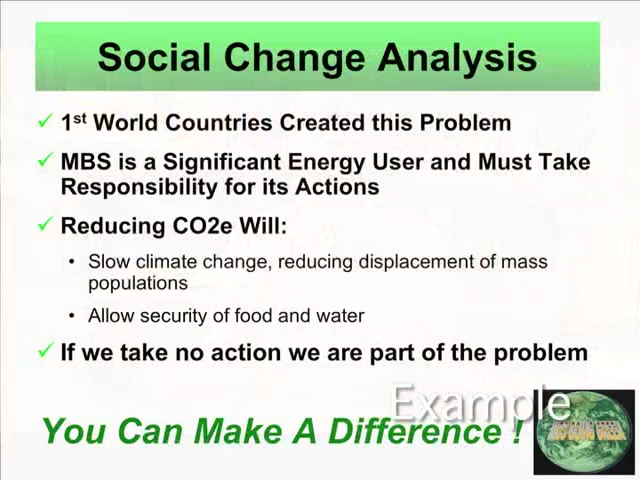 Social Change Analysis
1st World Countries Created this Problem
MBS is a Significant Energy User and Must Take
Responsibility for its Actions
Reducing CO2e Will:
Slow climate change, reducing displacement of mass
populations
Allow security of food and water
If we take no action we are part of the problem
Example
You Can Make A Difference !